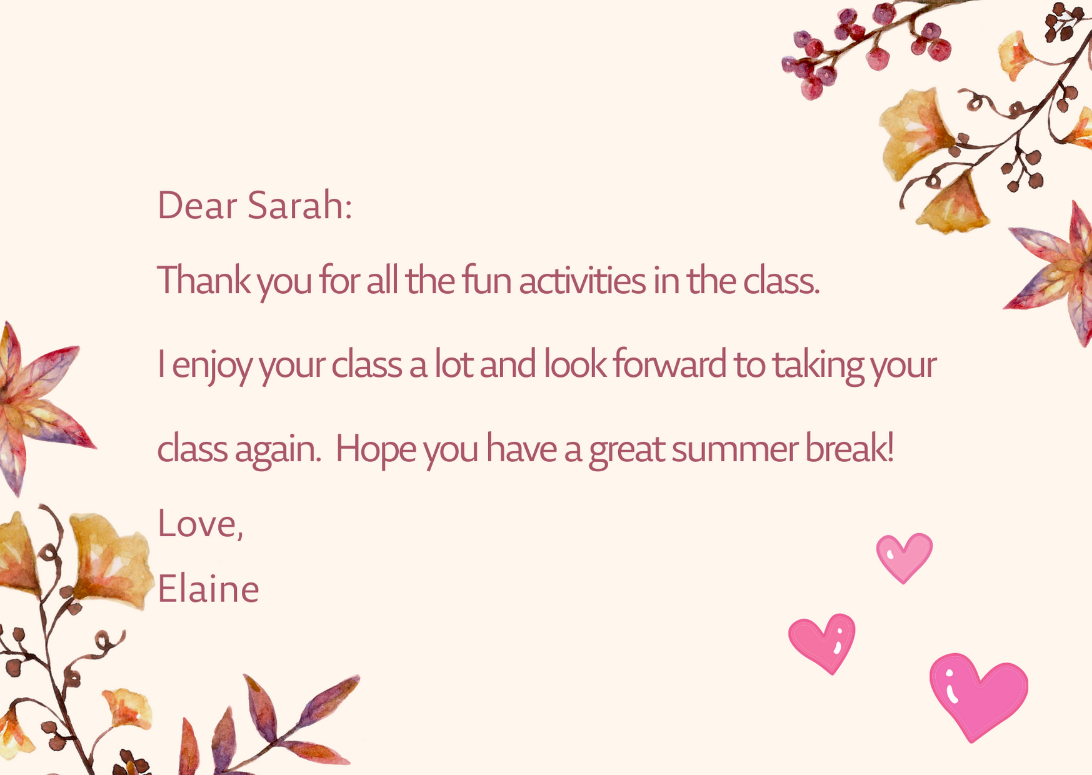 Dear Sarah:
Thank you for all the fun activities in the class.
I enjoy your class a lot and look forward to taking your
class again.  Hope you have a great summer break!
Love,
Elaine